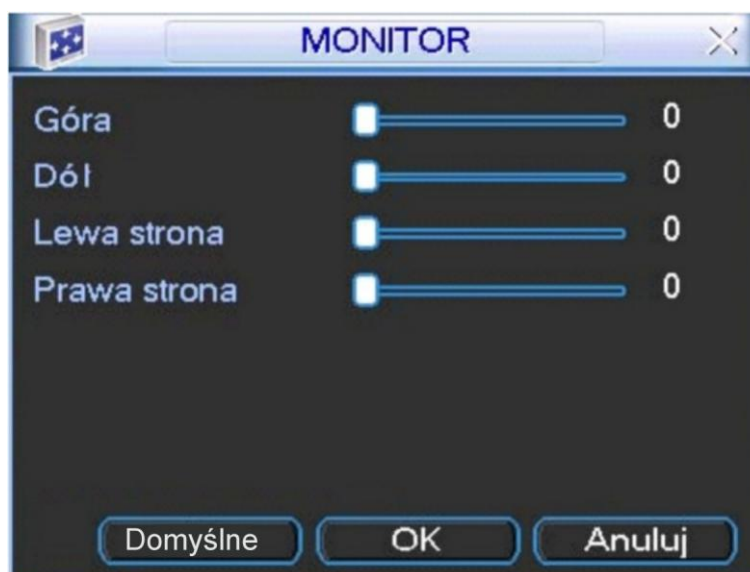 MONITOR
Góra 0
Dół 0
Lewa strona 0
Prawa strona 0
Domyślne OK Anuluj